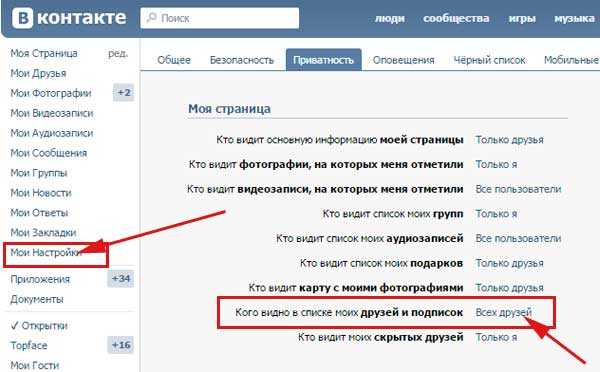 В контакте Поиск люди сообщества игры музыка
Моя Страница ред.
Мои Друзья
Мои Фотографии +2
Мои Видеозаписи
Мои Аудиозаписи
Мои Сообщения
Мои Группы
Мои Новости
Мои Ответы
Мои Закладки
Мои Настройки
Приложения +34
Документы
✓ Открытки
Topface +16
Мои Гости
Общее Безопасность Приватность Оповещения Чёрный список Мобильные
Моя страница
Кто видит основную информацию моей страницы Только друзья
Кто видит фотографии, на которых меня отметили Только я
Кто видит видеозаписи, на которых меня отметили Все пользователи
Кто видит список моих групп Только я
Кто видит список моих аудиозаписей Все пользователи
Кто видит список моих подарков Только друзья
Кто видит карту с моими фотографиями Только друзья
Кого видно в списке моих друзей и подписок Всех друзей
Кто видит моих скрытых друзей Только я